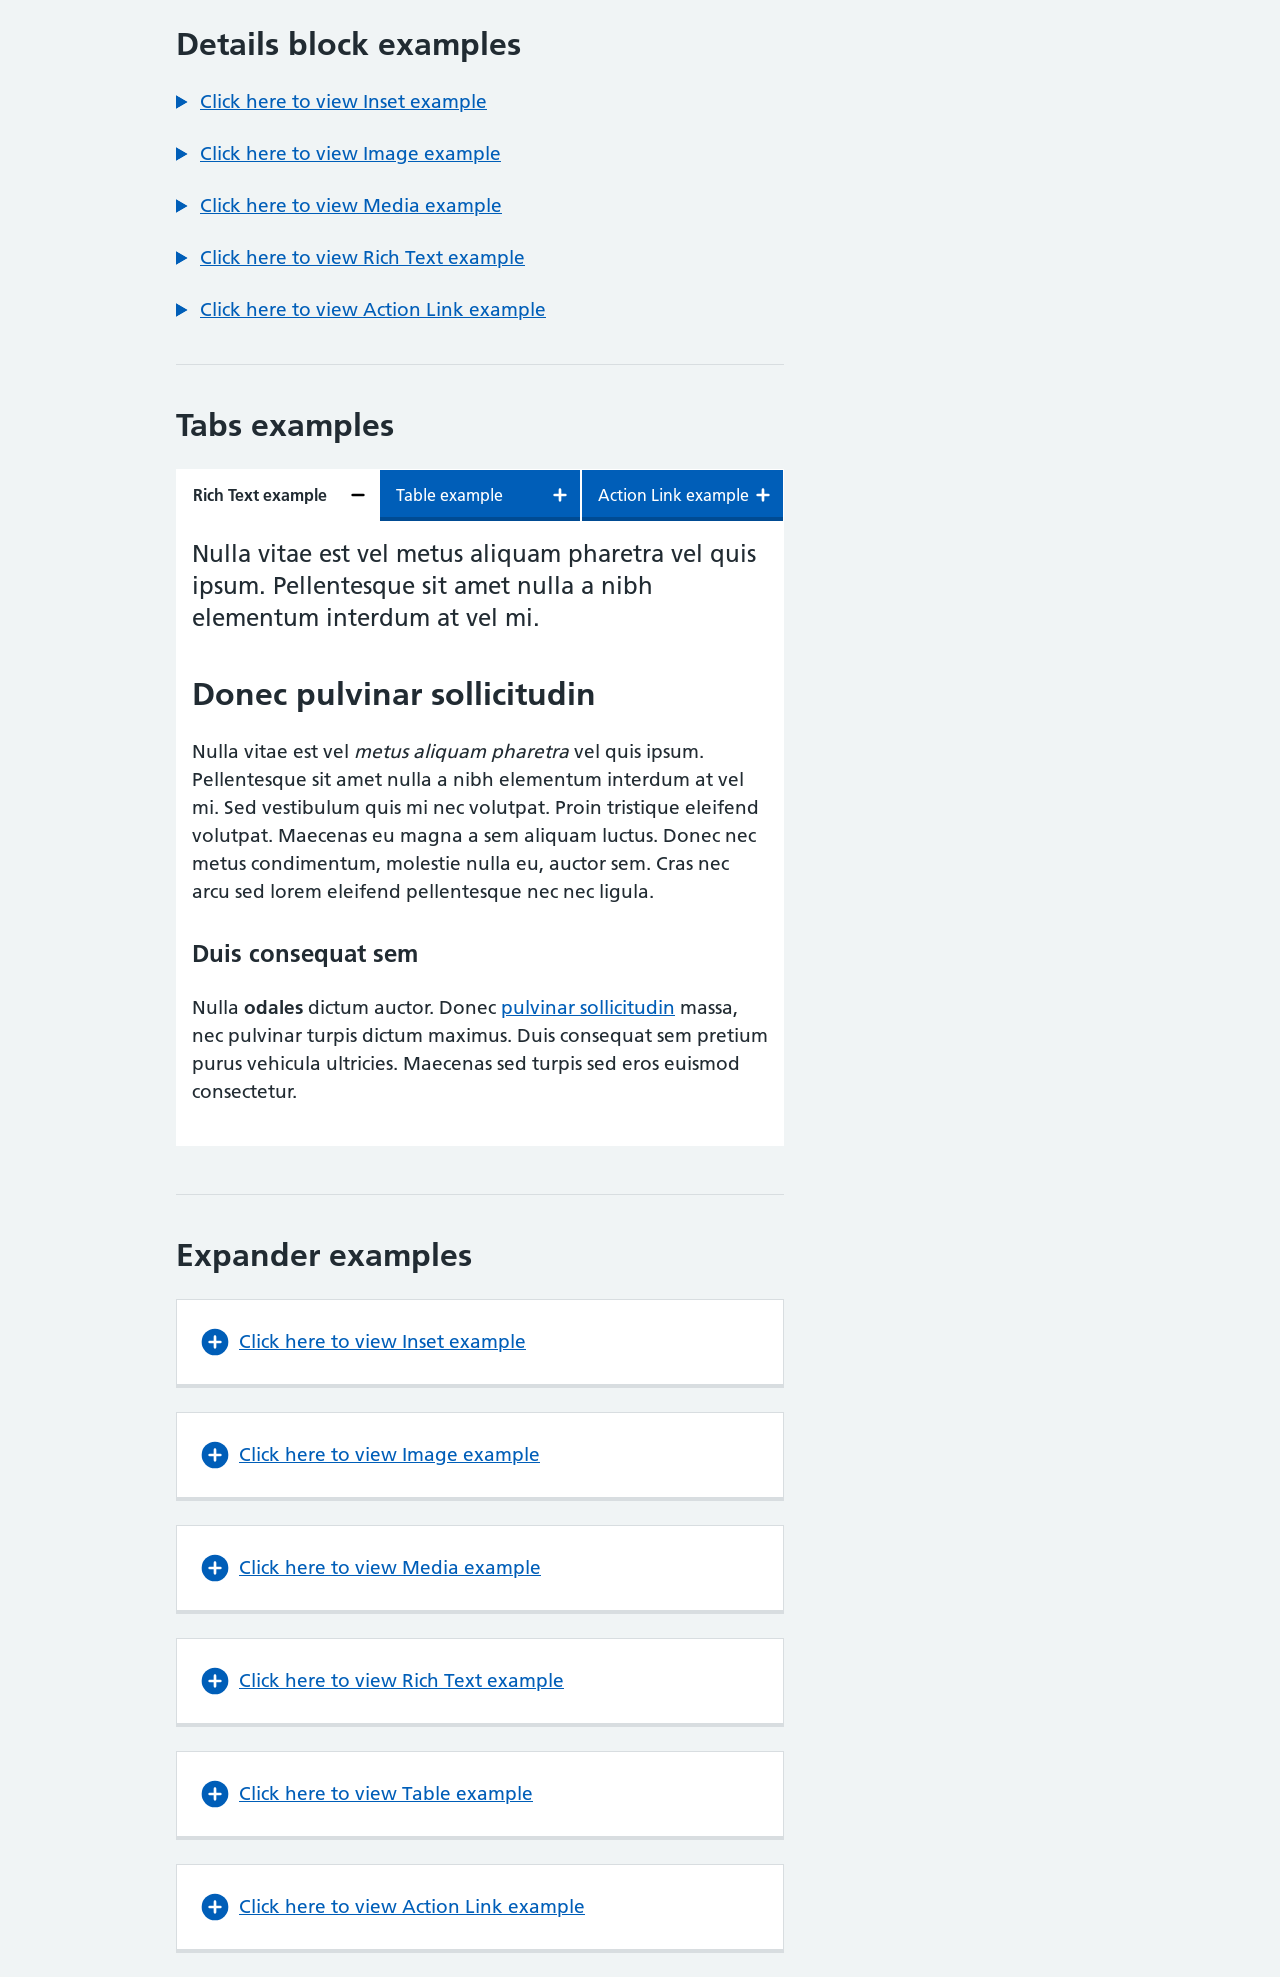 Details block examples
Click here to view Inset example
Click here to view Image example
Click here to view Media example
Click here to view Rich Text example
Click here to view Action Link example
Tabs examples
Rich Text example
Table example
Action Link example
Nulla vitae est vel metus aliquam pharetra vel quis
ipsum. Pellentesque sit amet nulla a nibh
elementum interdum at vel mi.
Donec pulvinar sollicitudin
Nulla vitae est vel metus aliquam pharetra vel quis ipsum.
Pellentesque sit amet nulla a nibh elementum interdum at vel
mi. Sed vestibulum quis mi nec volutpat. Proin tristique eleifend
volutpat. Maecenas eu magna a sem aliquam luctus. Donec nec
metus condimentum, molestie nulla eu, auctor sem. Cras nec
arcu sed lorem eleifend pellentesque nec nec ligula.
Duis consequat sem
Nulla odales dictum auctor. Donec pulvinar sollicitudin massa,
nec pulvinar turpis dictum maximus. Duis consequat sem pretium
purus vehicula ultricies. Maecenas sed turpis sed eros euismod
consectetur.
Expander examples
Click here to view Inset example
Click here to view Image example
Click here to view Media example
Click here to view Rich Text example
Click here to view Table example
Click here to view Action Link example